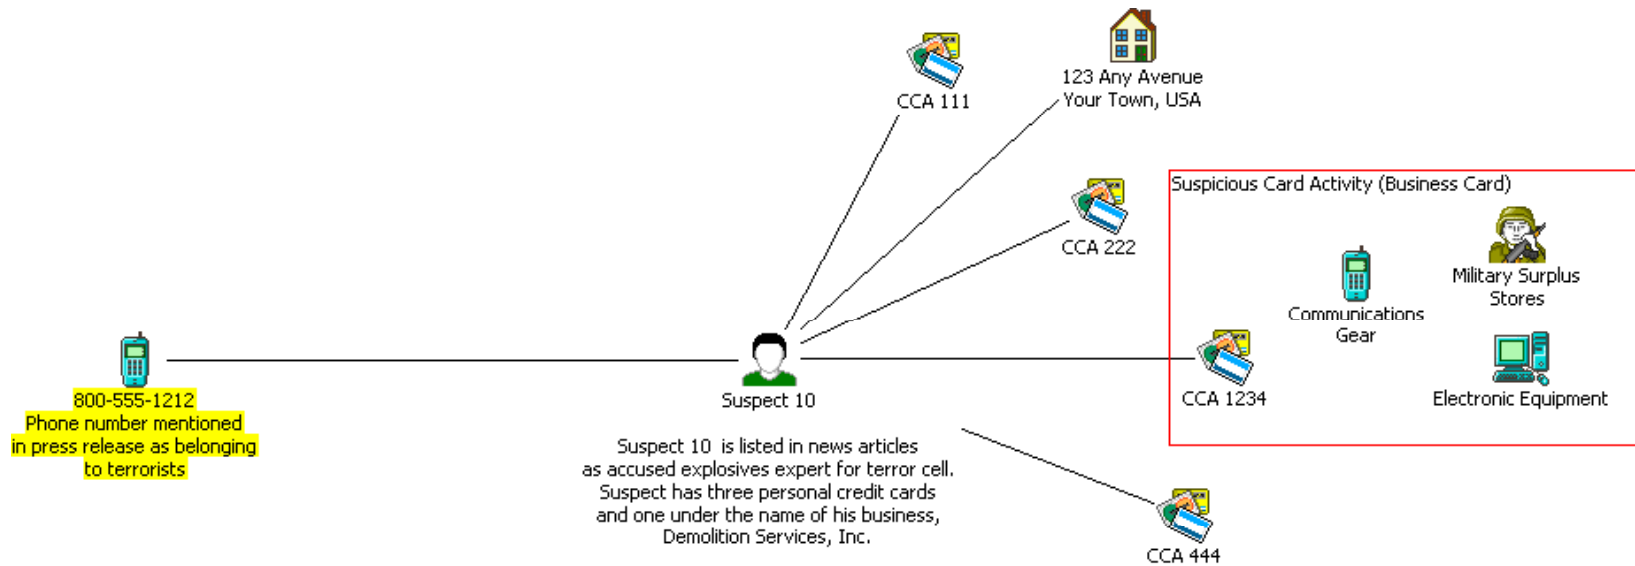 CCA 111
123 Any Avenue
Your Town, USA
CCA 222
Suspicious Card Activity (Business Card)
Military Surplus
Stores
Communications
Gear
CCA 1234
Electronic Equipment
800-555-1212
Phone number mentioned
in press release as belonging
to terrorists
Suspect 10
Suspect 10 is listed in news articles
as accused explosives expert for terror cell.
Suspect has three personal credit cards
and one under the name of his business,
Demolition Services, Inc.
CCA 444